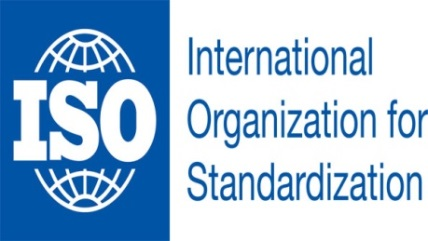 ISO
International
Organization for
Standardization